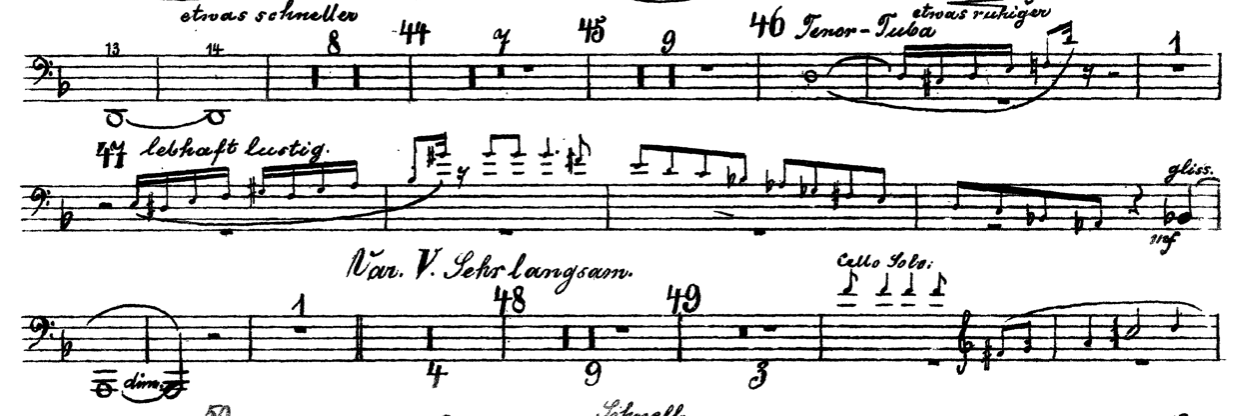 etwas schneller
etwas ruhiger
13 14 8 44 7 45 9 46 Tenor-Tuba 1
47 lebhaft lustig.
gliss.
mf
Var. V. Sehr langsam.
Cello Solo:
1 48 49
dim.
4 9 3
50